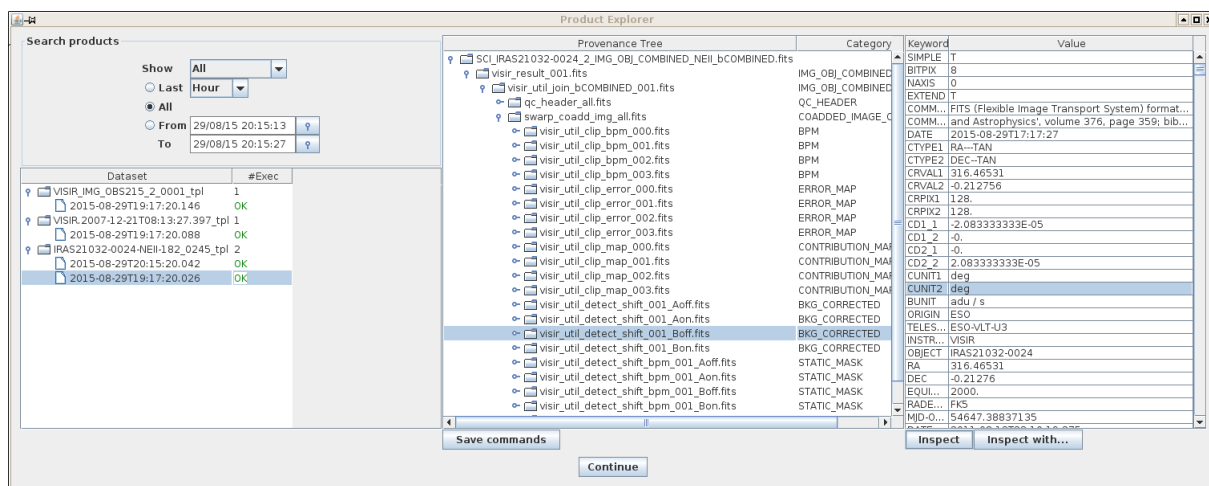 Product Explorer
Search products
Show All
Last Hour
All
From 29/08/15 20:15:13
To 29/08/15 20:15:27
Dataset #Exec
VISIR_IMG_OBS215_2_0001_tpl 1
2015-08-29T19:17:20.146 OK
VISIR.2007-12-21T08:13:27.397_tpl 1
2015-08-29T19:17:20.088 OK
IRAS21032-0024-NEII-182_0245_tpl 2
2015-08-29T20:15:20.042 OK
2015-08-29T19:17:20.026 OK
Provenance Tree Category
SCI_IRAS21032-0024_2_IMG_OBJ_COMBINED_NEII_bCOMBINED.fits
visir_result_001.fits IMG_OBJ_COMBINED
visir_util_join_bCOMBINED_001.fits IMG_OBJ_COMBINED
qc_header_all.fits QC_HEADER
swarp_coadd_img_all.fits COADDED_IMAGE_C
visir_util_clip_bpm_000.fits BPM
visir_util_clip_bpm_001.fits BPM
visir_util_clip_bpm_002.fits BPM
visir_util_clip_bpm_003.fits BPM
visir_util_clip_error_000.fits ERROR_MAP
visir_util_clip_error_001.fits ERROR_MAP
visir_util_clip_error_002.fits ERROR_MAP
visir_util_clip_error_003.fits ERROR_MAP
visir_util_clip_map_000.fits CONTRIBUTION_MAP
visir_util_clip_map_001.fits CONTRIBUTION_MAP
visir_util_clip_map_002.fits CONTRIBUTION_MAP
visir_util_clip_map_003.fits CONTRIBUTION_MAP
visir_util_detect_shift_001_Aoff.fits BKG_CORRECTED
visir_util_detect_shift_001_Aon.fits BKG_CORRECTED
visir_util_detect_shift_001_Boff.fits BKG_CORRECTED
visir_util_detect_shift_001_Bon.fits BKG_CORRECTED
visir_util_detect_shift_bpm_001_Aoff.fits STATIC_MASK
visir_util_detect_shift_bpm_001_Aon.fits STATIC_MASK
visir_util_detect_shift_bpm_001_Boff.fits STATIC_MASK
visir_util_detect_shift_bpm_001_Bon.fits STATIC_MASK
Save commands
Keyword Value
SIMPLE T
BITPIX 8
NAXIS 0
EXTEND T
COMM... FITS (Flexible Image Transport System) format...
COMM... and Astrophysics', volume 376, page 359; bib...
DATE 2015-08-29T17:17:27
CTYPE1 RA---TAN
CTYPE2 DEC--TAN
CRVAL1 316.46531
CRVAL2 -0.212756
CRPIX1 128.
CRPIX2 128.
CD1_1 -2.083333333E-05
CD1_2 -0.
CD2_1 -0.
CD2_2 2.083333333E-05
CUNIT1 deg
CUNIT2 deg
BUNIT adu / s
ORIGIN ESO
TELES... ESO-VLT-U3
INSTR... VISIR
OBJECT IRAS21032-0024
RA 316.46531
DEC -0.21276
EQUI... 2000.
RADE... FK5
MJD-O... 54647.38837135
Inspect Inspect with...
Continue